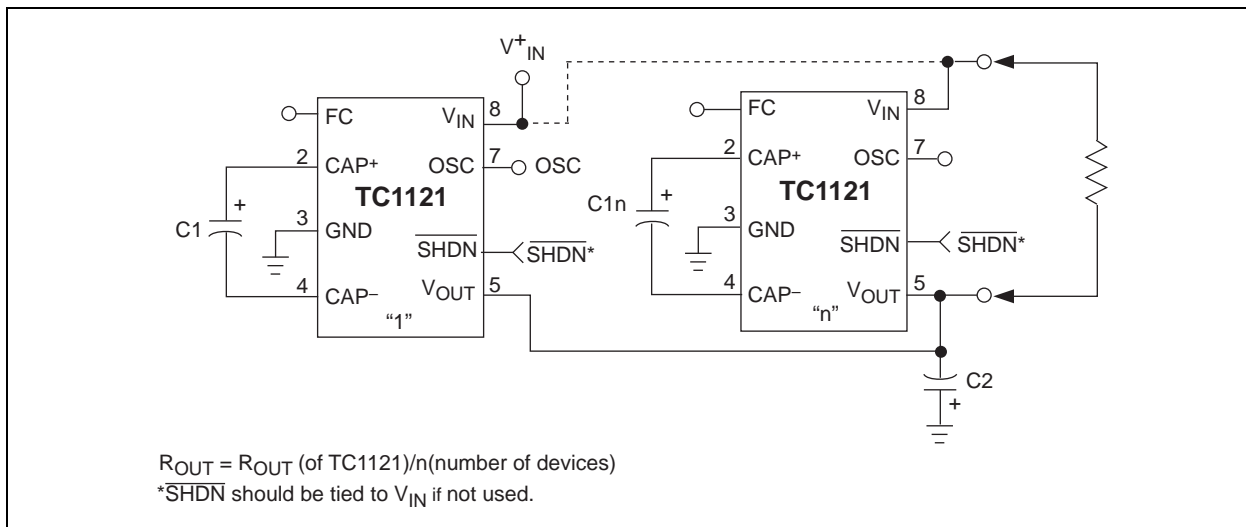 V+IN
FC
VIN
8
2
CAP+
OSC
7
OSC
TC1121
C1
+
3
GND
SHDN
SHDN*
4
CAP–
VOUT
5
“1”
FC
VIN
8
2
CAP+
OSC
7
TC1121
C1n
+
3
GND
SHDN
SHDN*
4
CAP–
VOUT
5
“n”
C2
+
ROUT = ROUT (of TC1121)/n(number of devices)
*SHDN should be tied to VIN if not used.